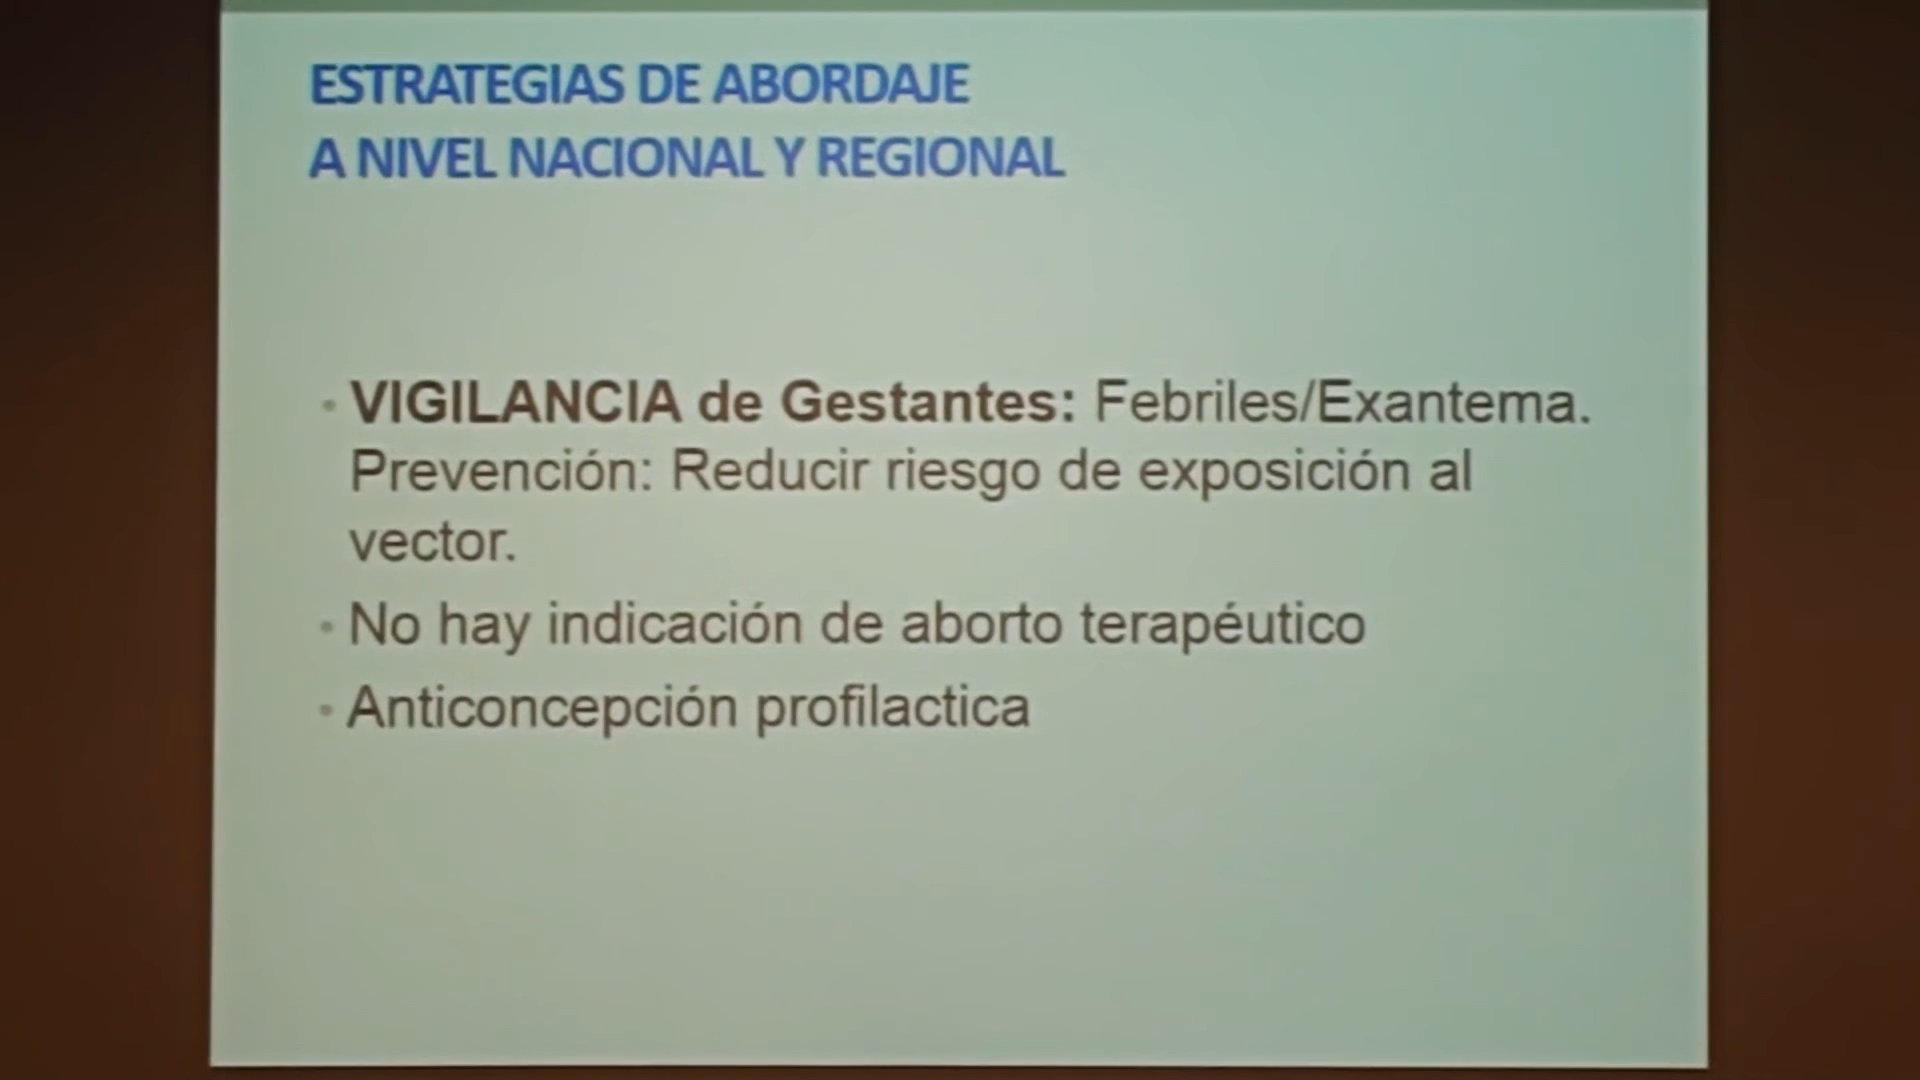 ESTRATEGIAS DE ABORDAJE
A NIVEL NACIONAL Y REGIONAL
• VIGILANCIA de Gestantes: Febriles/Exantema.
Prevención: Reducir riesgo de exposición al
vector.
• No hay indicación de aborto terapéutico
• Anticoncepción profilactica